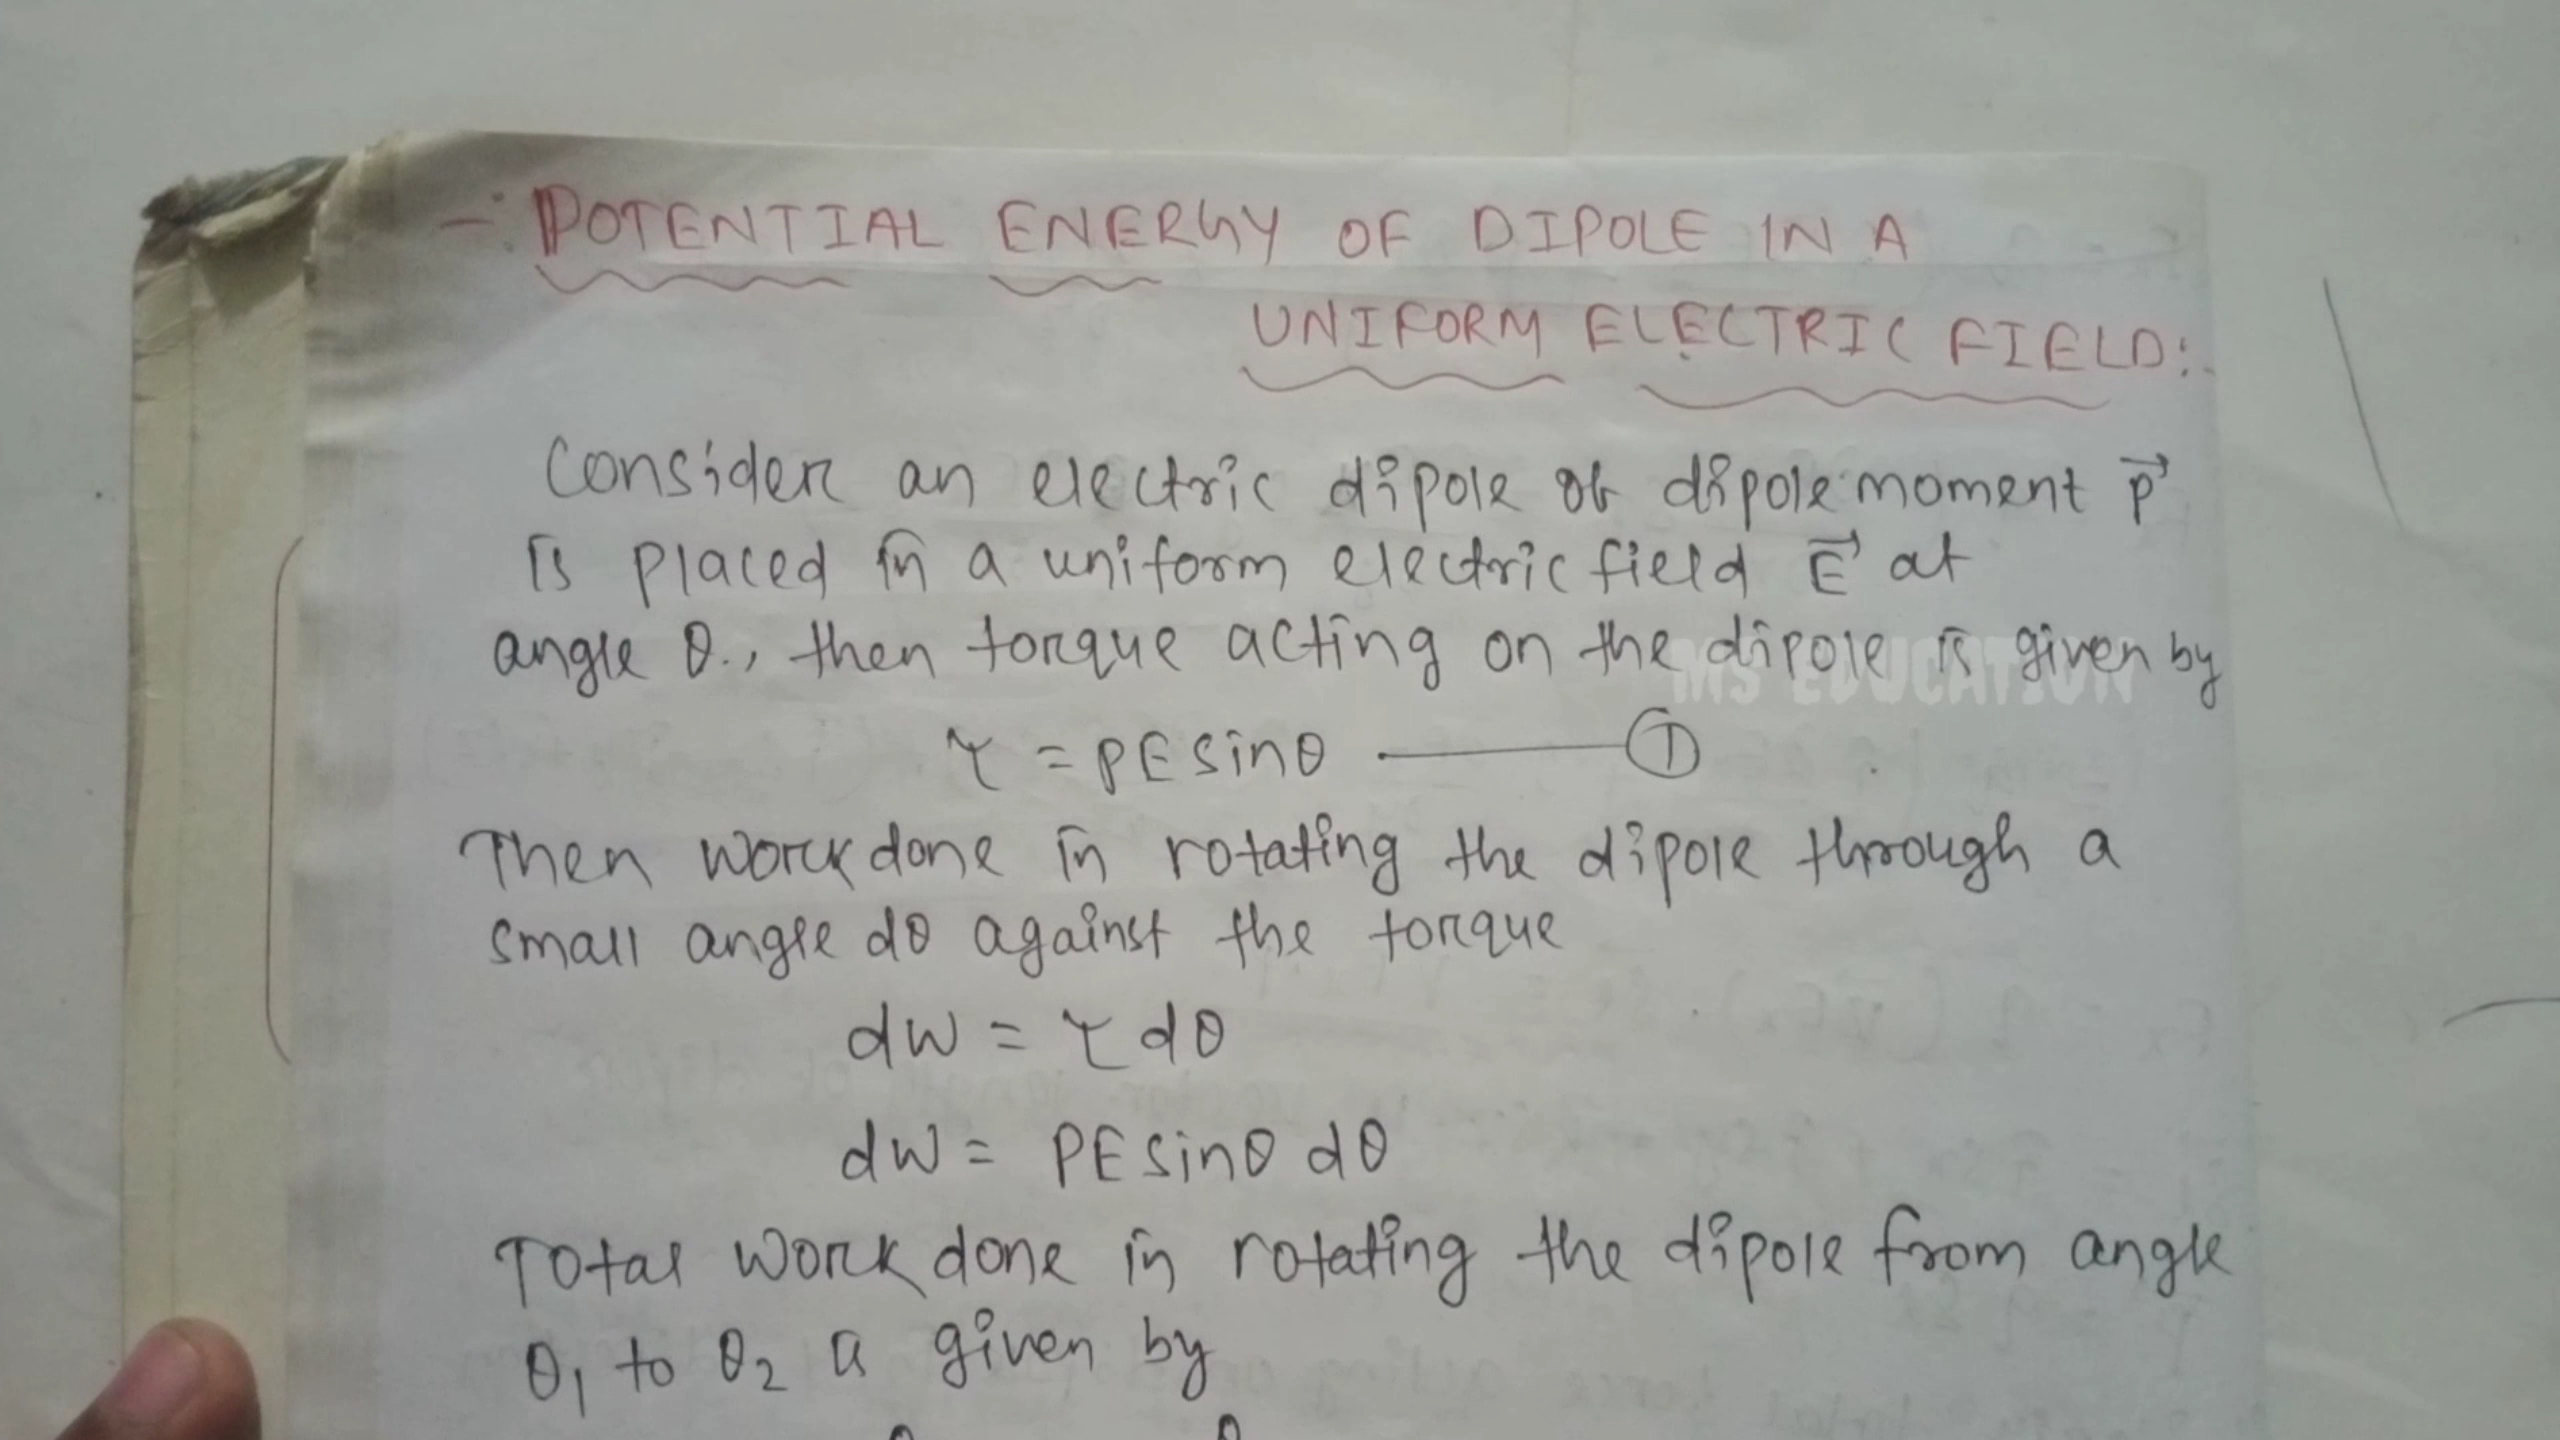 -: POTENTIAL ENERGY OF DIPOLE IN A
UNIFORM ELECTRIC FIELD:-
Consider an electric dipole of dipole moment p⃗
is placed in a uniform electric field E⃗ at
angle θ., then torque acting on the dipole is given by
MS EDUCATION
τ = PE sinθ ——— ①
Then work done in rotating the dipole through a
small angle dθ against the torque
dw = τ dθ
dw = PE sinθ dθ
Total work done in rotating the dipole from angle
θ₁ to θ₂ a given by